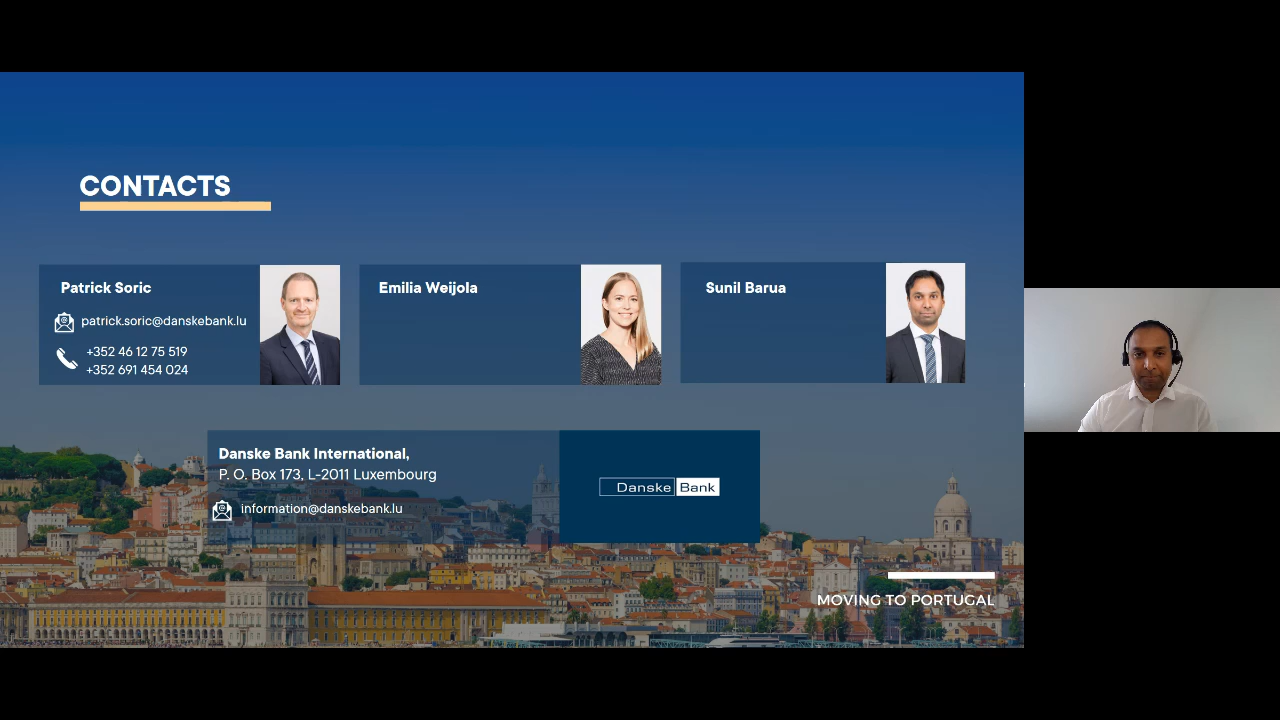 CONTACTS
Patrick Soric
patrick.soric@danskebank.lu
+352 46 12 75 519
+352 691 454 024
Emilia Weijola
Sunil Barua
Danske Bank International,
P. O. Box 173, L-2011 Luxembourg
information@danskebank.lu
Danske Bank
MOVING TO PORTUGAL